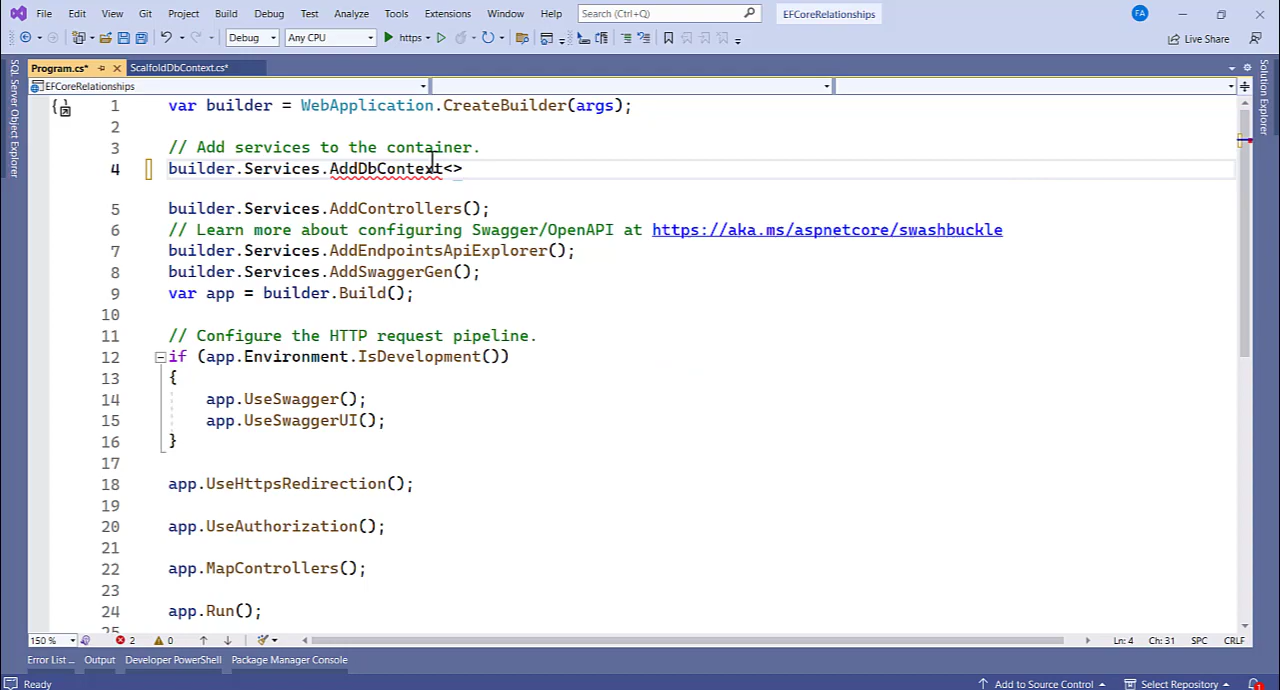 File Edit View Git Project Build Debug Test Analyze Tools Extensions Window Help Search (Ctrl+Q) EFCoreRelationships FA
Debug Any CPU https Live Share
Program.cs* ScalfoldDbContext.cs*
EFCoreRelationships
SQL Server Object Explorer
Solution Explorer
1 var builder = WebApplication.CreateBuilder(args);
2
3 // Add services to the container.
4 builder.Services.AddDbContext<>
5 builder.Services.AddControllers();
6 // Learn more about configuring Swagger/OpenAPI at https://aka.ms/aspnetcore/swashbuckle
7 builder.Services.AddEndpointsApiExplorer();
8 builder.Services.AddSwaggerGen();
9 var app = builder.Build();
10
11 // Configure the HTTP request pipeline.
12 if (app.Environment.IsDevelopment())
13 {
14 app.UseSwagger();
15 app.UseSwaggerUI();
16 }
17
18 app.UseHttpsRedirection();
19
20 app.UseAuthorization();
21
22 app.MapControllers();
23
24 app.Run();
25
150 % 2 0 Ln: 4 Ch: 31 SPC CRLF
Error List ... Output Developer PowerShell Package Manager Console
Ready Add to Source Control Select Repository 1